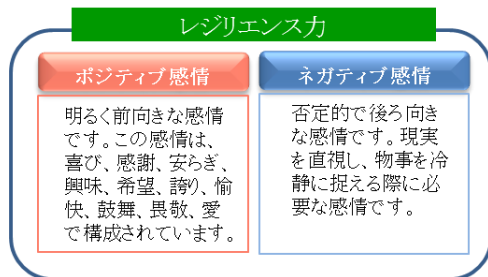 レジリエンス力
ポジティブ感情
明るく前向きな感情
です。この感情は、
喜び、感謝、安らぎ、
興味、希望、誇り、愉
快、鼓舞、畏敬、愛
で構成されています。
ネガティブ感情
否定的で後ろ向き
な感情です。現実
を直視し、物事を冷
静に捉える際に必
要な感情です。